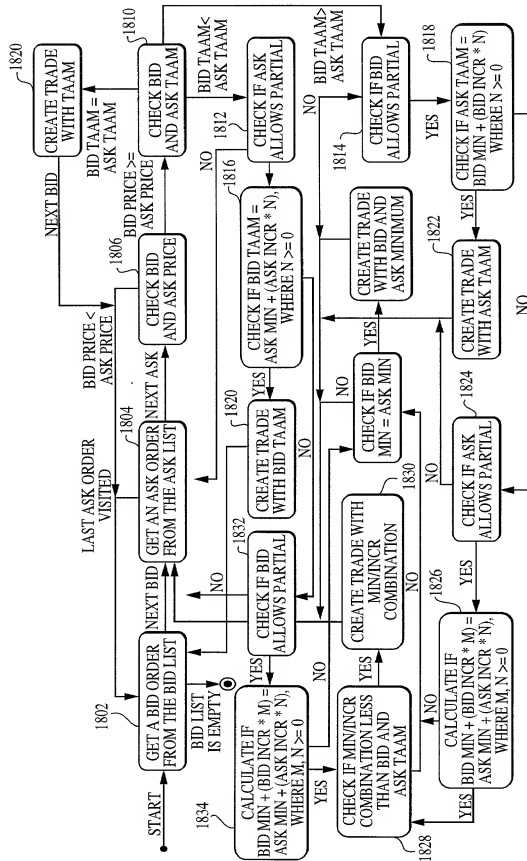 START
1802
GET A BID ORDER
FROM THE BID LIST
NEXT BID
BID LIST
IS EMPTY
LAST ASK ORDER
VISITED
1804
GET AN ASK ORDER
FROM THE ASK LIST
NEXT ASK
BID PRICE <
ASK PRICE
1806
CHECK BID
AND ASK PRICE
BID PRICE >=
ASK PRICE
NEXT BID
1820
CREATE TRADE
WITH TAAM
BID TAAM =
ASK TAAM
1810
CHECK BID
AND ASK TAAM
BID TAAM<
ASK TAAM
BID TAAM>
ASK TAAM
1812
CHECK IF ASK
ALLOWS PARTIAL
NO
1816
CHECK IF BID TAAM =
ASK MIN + (ASK INCR * N),
WHERE N >= 0
YES
NO
1820
CREATE TRADE
WITH BID TAAM
1832
CHECK IF BID
ALLOWS PARTIAL
NO
YES
1834
CALCULATE IF
BID MIN + (BID INCR * M) =
ASK MIN + (ASK INCR * N),
WHERE M, N >= 0
YES
NO
1828
CHECK IF MIN/INCR
COMBINATION LESS
THAN BID AND
ASK TAAM
YES
NO
1830
CREATE TRADE WITH
MIN/INCR
COMBINATION
CHECK IF BID
MIN = ASK MIN
NO
YES
CREATE TRADE
WITH BID AND
ASK MINIMUM
1814
CHECK IF BID
ALLOWS PARTIAL
NO
YES
1818
CHECK IF ASK TAAM =
BID MIN + (BID INCR * N)
WHERE N >= 0
YES
NO
1822
CREATE TRADE
WITH ASK TAAM
1824
CHECK IF ASK
ALLOWS PARTIAL
NO
YES
1826
CALCULATE IF
BID MIN + (BID INCR * M) =
ASK MIN + (ASK INCR * N),
WHERE M, N >= 0
NO
YES